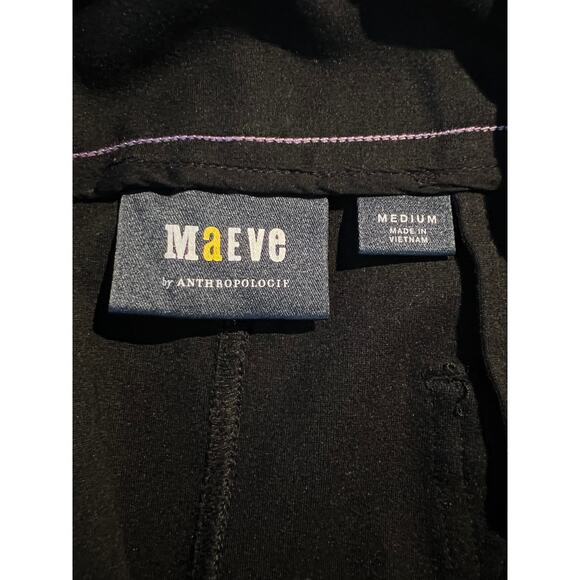 MaEVe
by ANTHROPOLOGIE
MEDIUM
MADE IN
VIETNAM